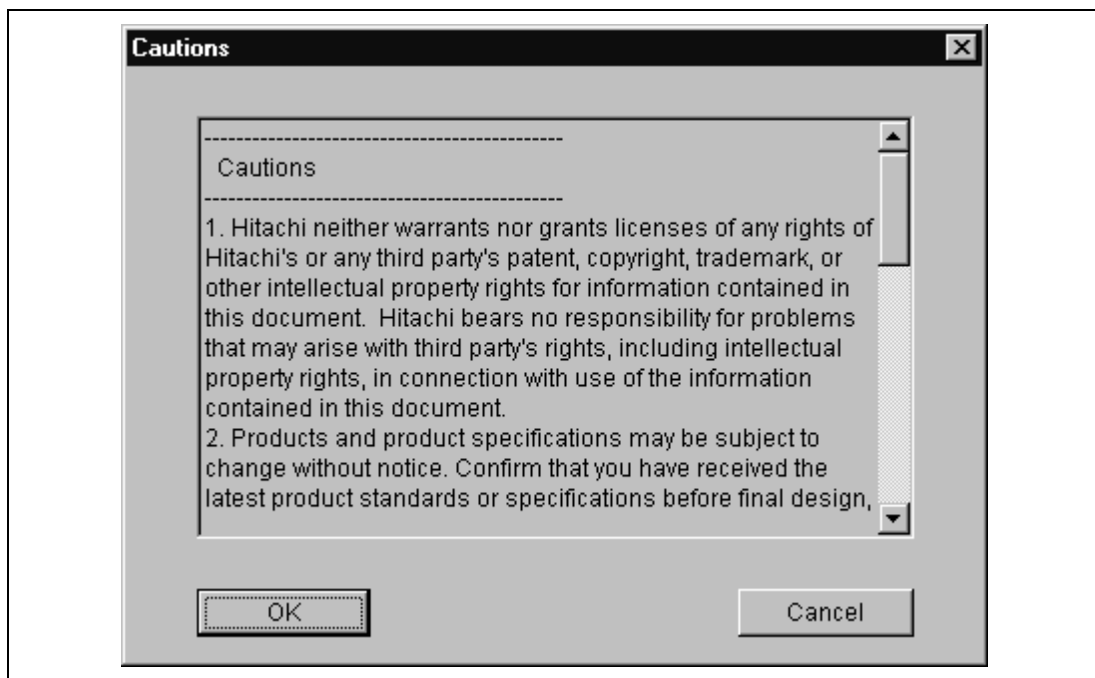 Cautions
---------------------------------------------
Cautions
---------------------------------------------
1. Hitachi neither warrants nor grants licenses of any rights of
Hitachi's or any third party's patent, copyright, trademark, or
other intellectual property rights for information contained in
this document.  Hitachi bears no responsibility for problems
that may arise with third party's rights, including intellectual
property rights, in connection with use of the information
contained in this document.
2. Products and product specifications may be subject to
change without notice. Confirm that you have received the
latest product standards or specifications before final design,
OK
Cancel